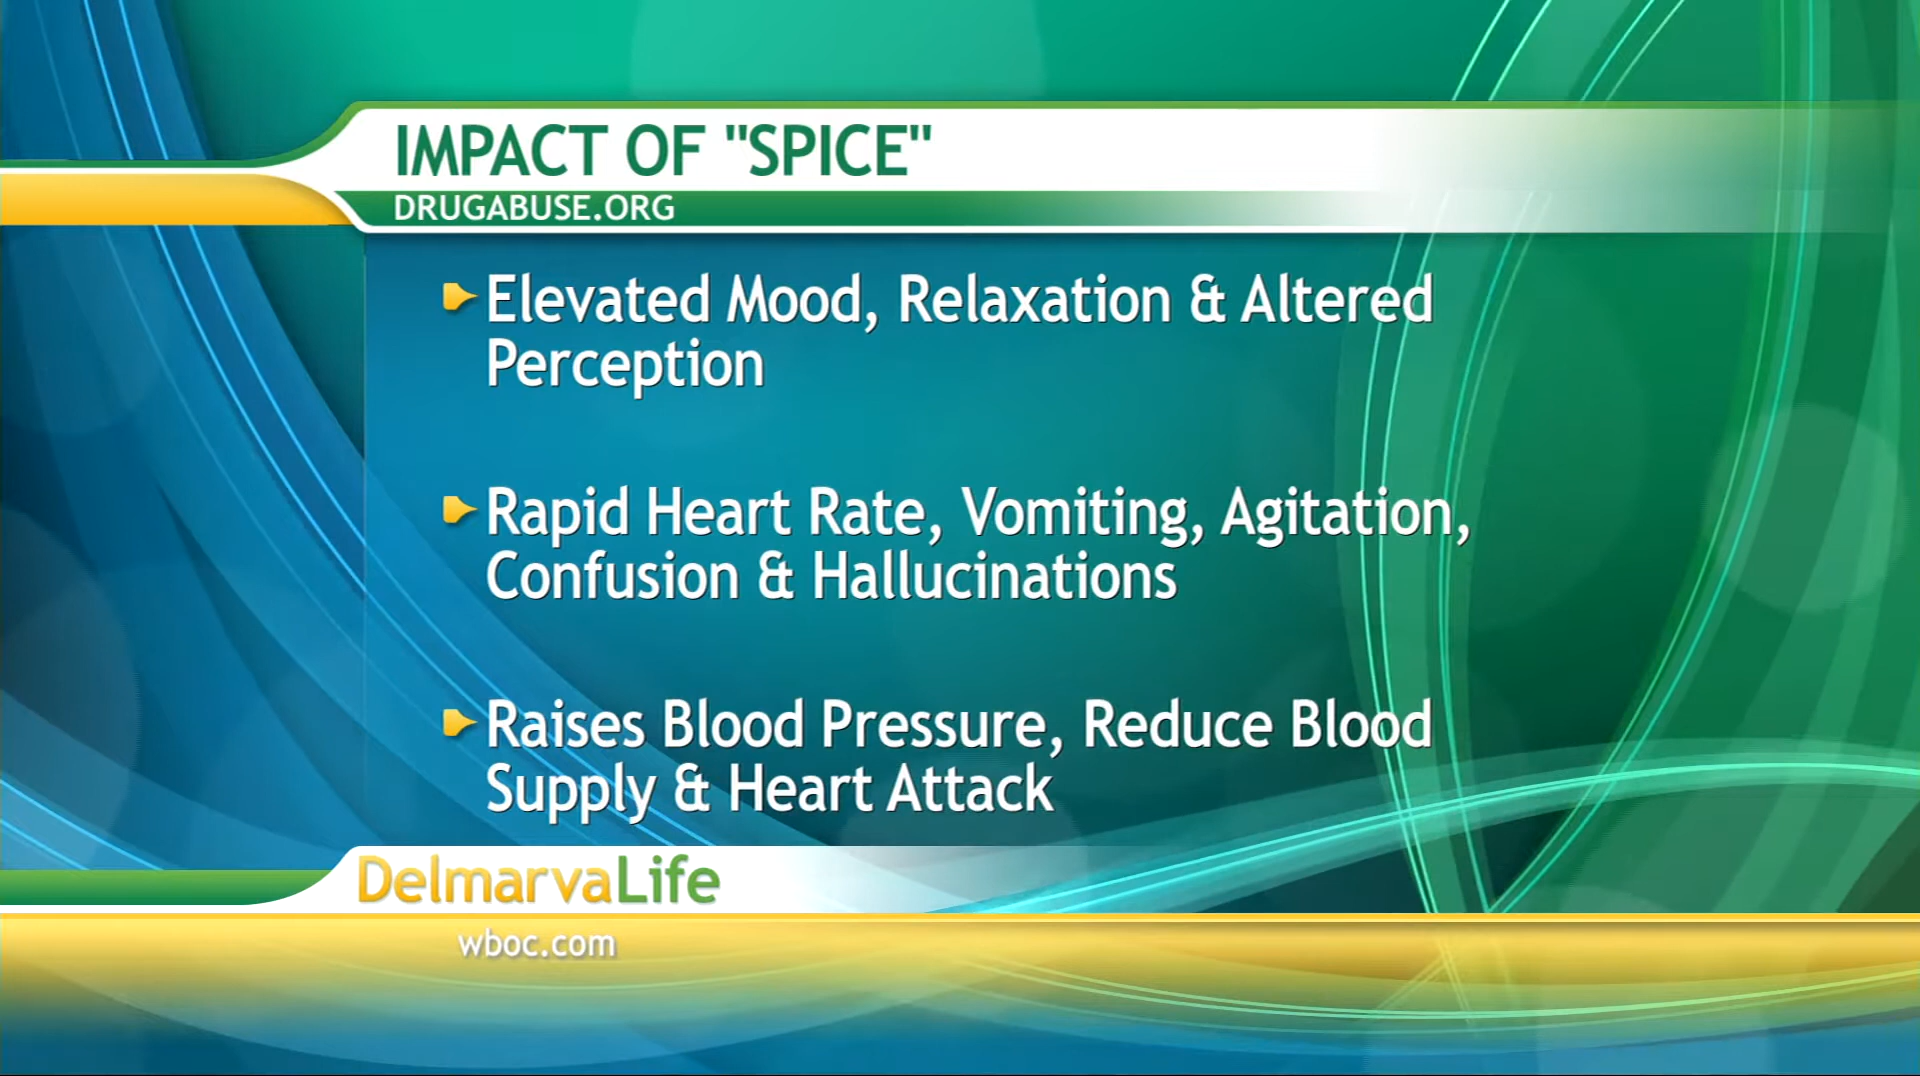 IMPACT OF "SPICE"
DRUGABUSE.ORG
Elevated Mood, Relaxation & Altered
Perception
Rapid Heart Rate, Vomiting, Agitation,
Confusion & Hallucinations
Raises Blood Pressure, Reduce Blood
Supply & Heart Attack
DelmarvaLife
wboc.com